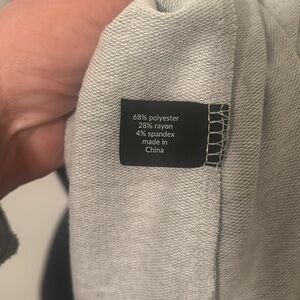 68% polyester
28% rayon
4% spandex
made in
China